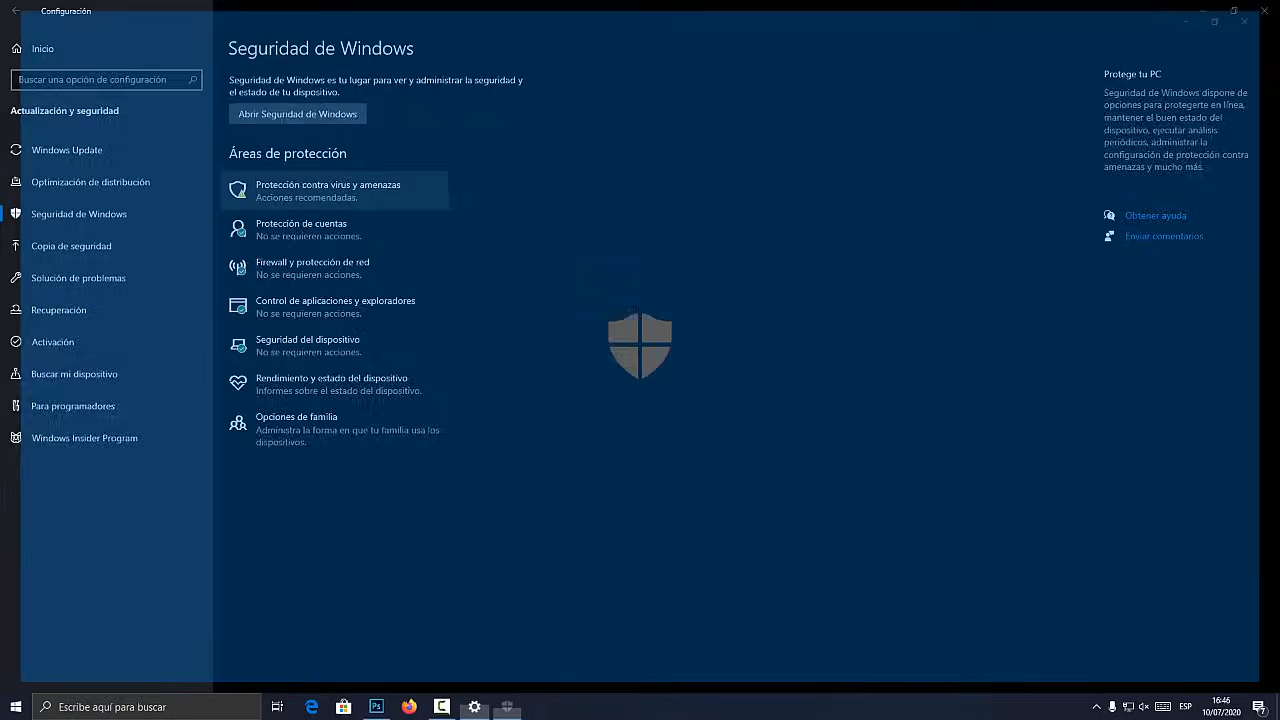 Configuración
Inicio
Buscar una opción de configuración
Actualización y seguridad
Windows Update
Optimización de distribución
Seguridad de Windows
Copia de seguridad
Solución de problemas
Recuperación
Activación
Buscar mi dispositivo
Para programadores
Windows Insider Program
Seguridad de Windows
Seguridad de Windows es tu lugar para ver y administrar la seguridad y
el estado de tu dispositivo.
Abrir Seguridad de Windows
Áreas de protección
Protección contra virus y amenazas
Acciones recomendadas.
Protección de cuentas
No se requieren acciones.
Firewall y protección de red
No se requieren acciones.
Control de aplicaciones y exploradores
No se requieren acciones.
Seguridad del dispositivo
No se requieren acciones.
Rendimiento y estado del dispositivo
Informes sobre el estado del dispositivo.
Opciones de familia
Administra la forma en que tu familia usa los
dispositivos.
Protege tu PC
Seguridad de Windows dispone de
opciones para protegerte en línea,
mantener el buen estado del
dispositivo, ejecutar análisis
periódicos, administrar la
configuración de protección contra
amenazas y mucho más.
Obtener ayuda
Enviar comentarios
Escribe aquí para buscar
Ps
ESP
16:46
10/07/2020